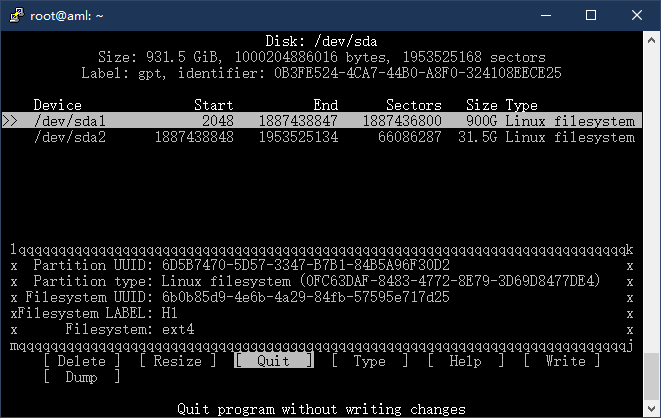 root@aml: ~
Disk: /dev/sda
Size: 931.5 GiB, 1000204886016 bytes, 1953525168 sectors
Label: gpt, identifier: 0B3FE524-4CA7-44B0-A8F0-324108EECE25
Device Start End Sectors Size Type
>> /dev/sda1 2048 1887438847 1887436800 900G Linux filesystem
/dev/sda2 1887438848 1953525134 66086287 31.5G Linux filesystem
lqqqqqqqqqqqqqqqqqqqqqqqqqqqqqqqqqqqqqqqqqqqqqqqqqqqqqqqqqqqqqqqqqqqqqqqqqqqqk
x Partition UUID: 6D5B7470-5D57-3347-B7B1-84B5A96F30D2 x
x Partition type: Linux filesystem (0FC63DAF-8483-4772-8E79-3D69D8477DE4) x
x Filesystem UUID: 6b0b85d9-4e6b-4a29-84fb-57595e717d25 x
xFilesystem LABEL: H1 x
x Filesystem: ext4 x
mqqqqqqqqqqqqqqqqqqqqqqqqqqqqqqqqqqqqqqqqqqqqqqqqqqqqqqqqqqqqqqqqqqqqqqqqqqqqj
[ Delete ] [ Resize ] [ Quit ] [ Type ] [ Help ] [ Write ]
[ Dump ]
Quit program without writing changes